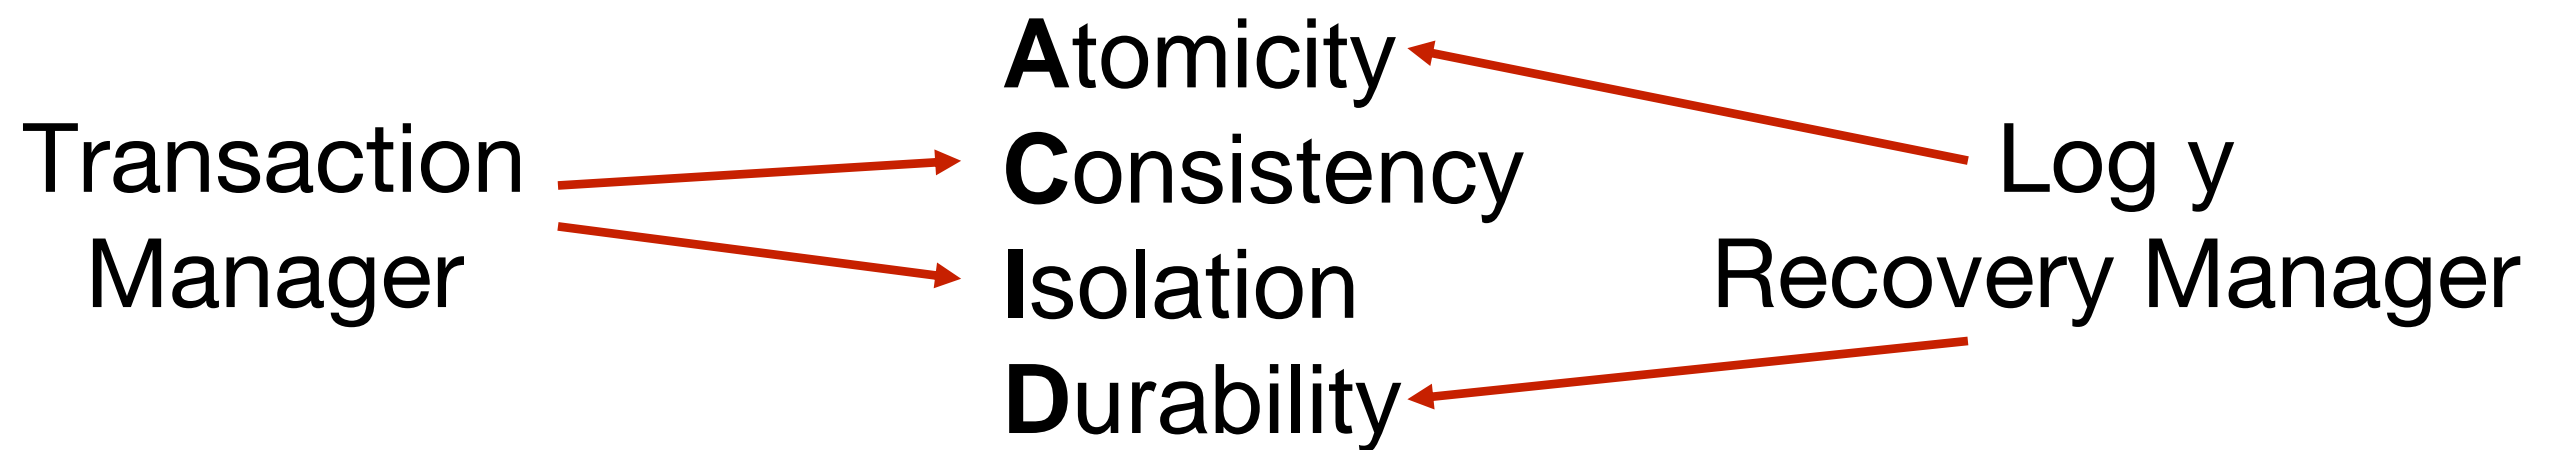 Transaction
Manager
Atomicity
Consistency
Isolation
Durability
Log y
Recovery Manager